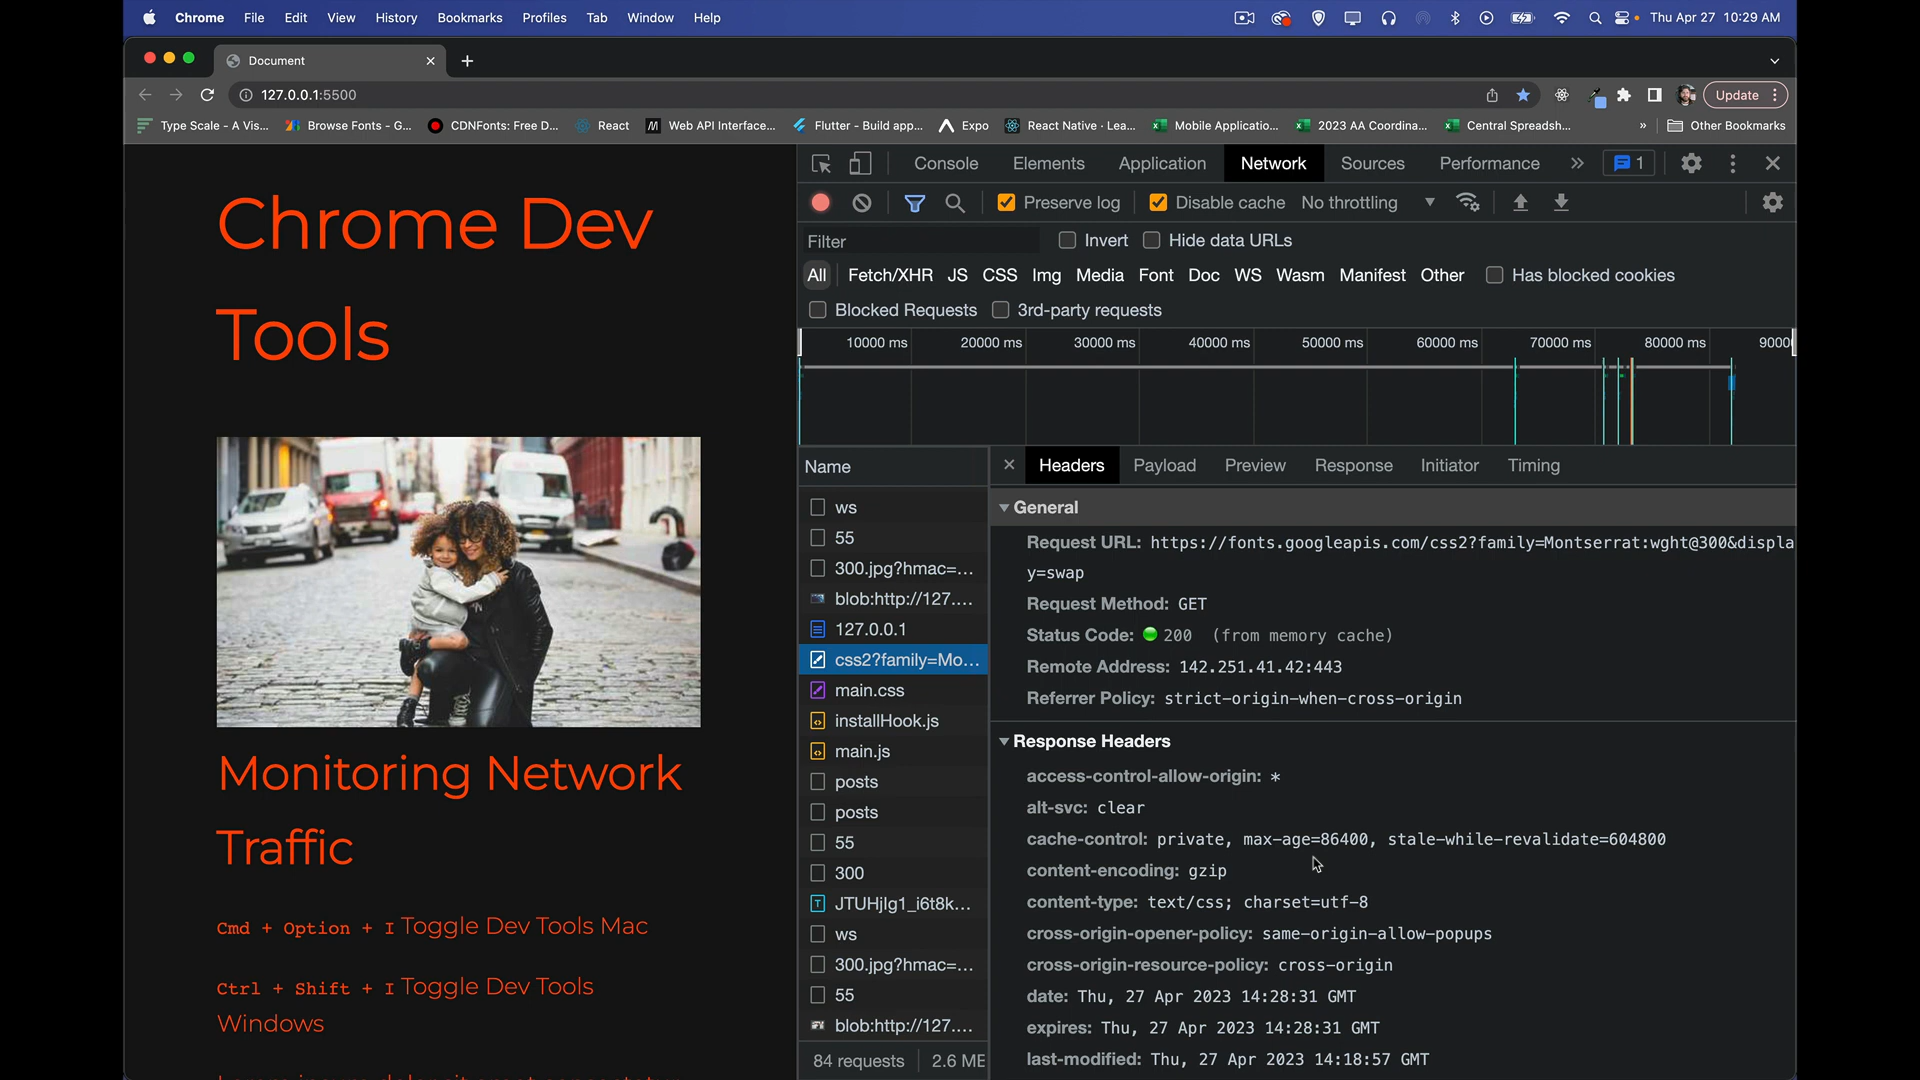 Chrome File Edit View History Bookmarks Profiles Tab Window Help Thu Apr 27 10:29 AM
Document
127.0.0.1:5500 Update
Type Scale - A Vis... Browse Fonts - G... CDNFonts: Free D... React Web API Interface... Flutter - Build app... Expo React Native · Lea... Mobile Applicatio... 2023 AA Coordina... Central Spreadsh... » Other Bookmarks
Console Elements Application Network Sources Performance » 1
Preserve log Disable cache No throttling
Filter Invert Hide data URLs
All Fetch/XHR JS CSS Img Media Font Doc WS Wasm Manifest Other Has blocked cookies
Blocked Requests 3rd-party requests
10000 ms 20000 ms 30000 ms 40000 ms 50000 ms 60000 ms 70000 ms 80000 ms 9000
Name
ws
55
300.jpg?hmac=...
blob:http://127....
127.0.0.1
css2?family=Mo...
main.css
installHook.js
main.js
posts
posts
55
300
JTUHjIg1_i6t8k...
ws
300.jpg?hmac=...
55
blob:http://127....
84 requests 2.6 ME
Headers Payload Preview Response Initiator Timing
General
Request URL: https://fonts.googleapis.com/css2?family=Montserrat:wght@300&displa
y=swap
Request Method: GET
Status Code: 200 (from memory cache)
Remote Address: 142.251.41.42:443
Referrer Policy: strict-origin-when-cross-origin
Response Headers
access-control-allow-origin: *
alt-svc: clear
cache-control: private, max-age=86400, stale-while-revalidate=604800
content-encoding: gzip
content-type: text/css; charset=utf-8
cross-origin-opener-policy: same-origin-allow-popups
cross-origin-resource-policy: cross-origin
date: Thu, 27 Apr 2023 14:28:31 GMT
expires: Thu, 27 Apr 2023 14:28:31 GMT
last-modified: Thu, 27 Apr 2023 14:18:57 GMT
Chrome Dev
Tools
Monitoring Network
Traffic
Cmd + Option + I Toggle Dev Tools Mac
Ctrl + Shift + I Toggle Dev Tools
Windows